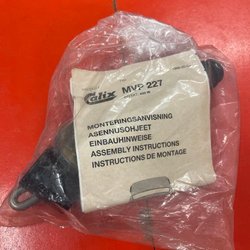 Calix MVP 227
MONTERINGSANVISNING
ASENNUSOHJEET
EINBAUHINWEISE
ASSEMBLY INSTRUCTIONS
INSTRUCTIONS DE MONTAGE